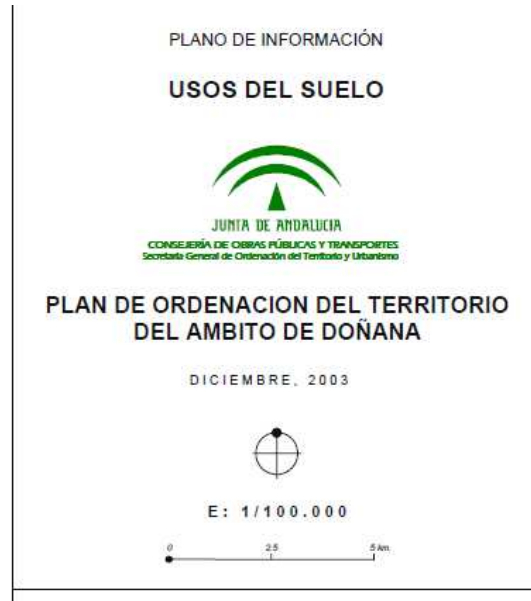 PLANO DE INFORMACIÓN
USOS DEL SUELO
JUNTA DE ANDALUCIA
CONSEJERÍA DE OBRAS PÚBLICAS Y TRANSPORTES
Secretaría General de Ordenación del Territorio y Urbanismo
PLAN DE ORDENACION DEL TERRITORIO
DEL AMBITO DE DOÑANA
DICIEMBRE, 2003
E: 1/100.000
0 2.5 5 km